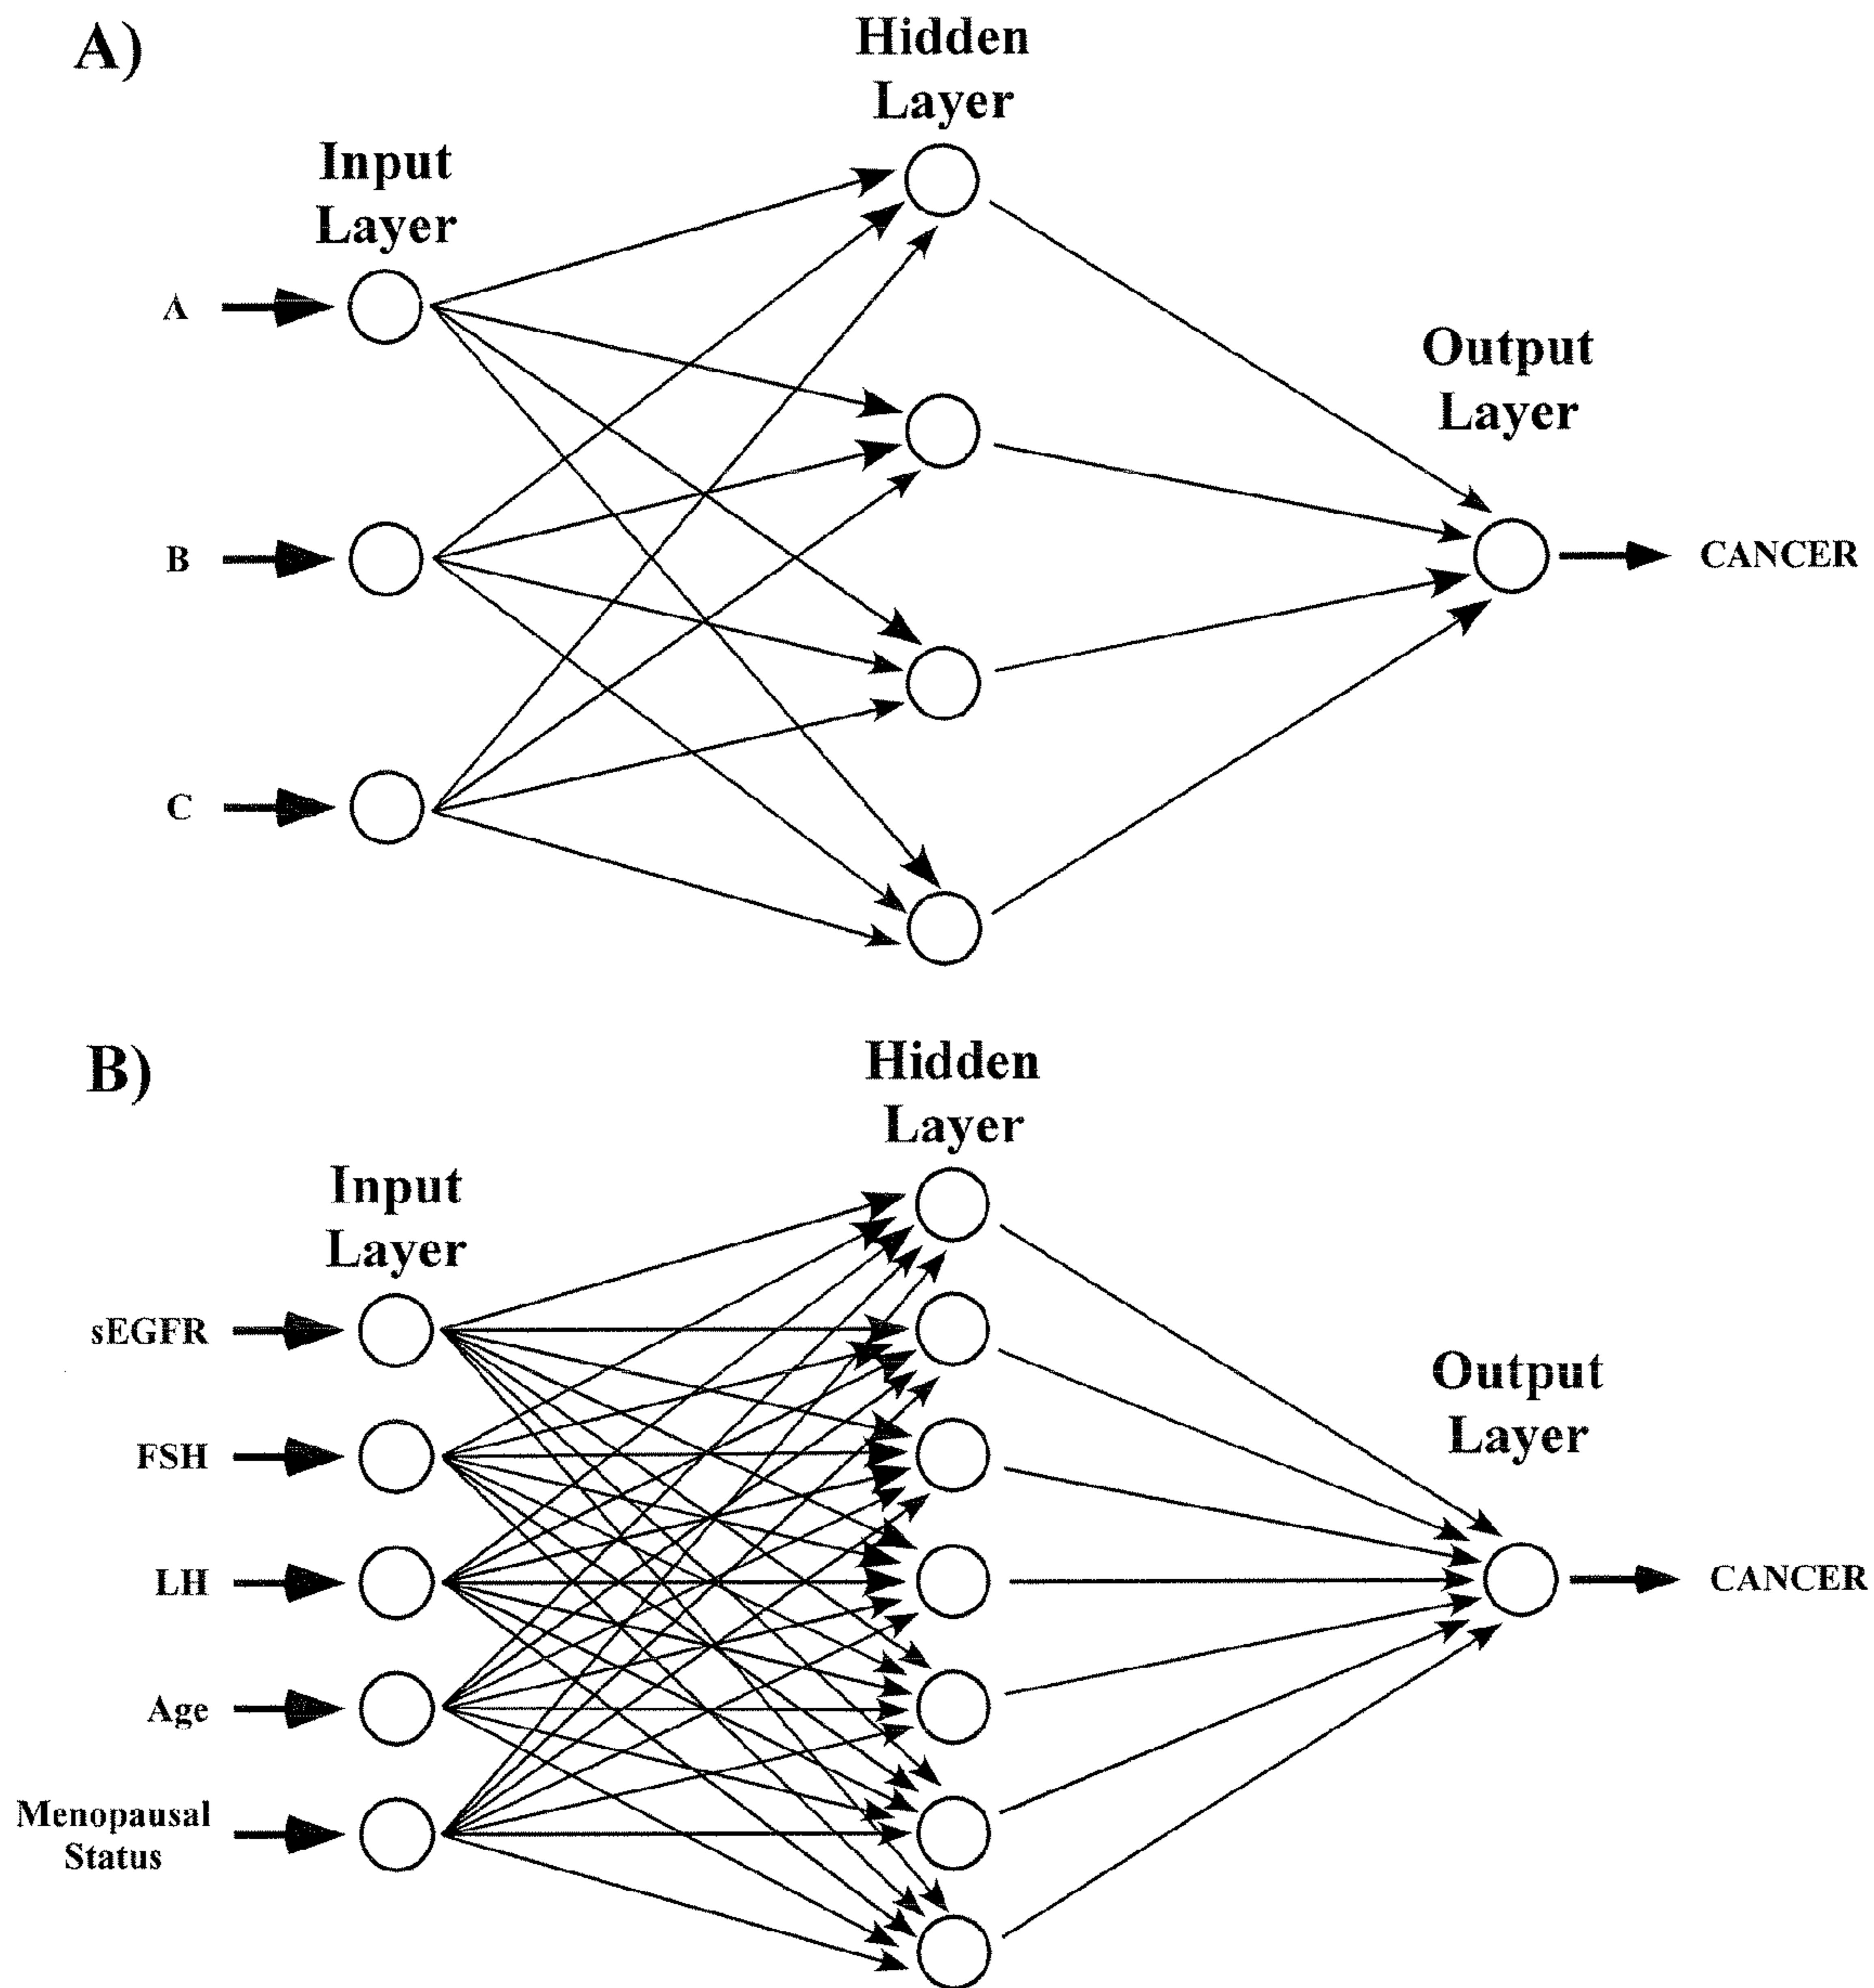 A)
Hidden
Layer
Input
Layer
A
B
C
Output
Layer
CANCER
B)
Hidden
Layer
Input
Layer
sEGFR
FSH
LH
Age
Menopausal
Status
Output
Layer
CANCER